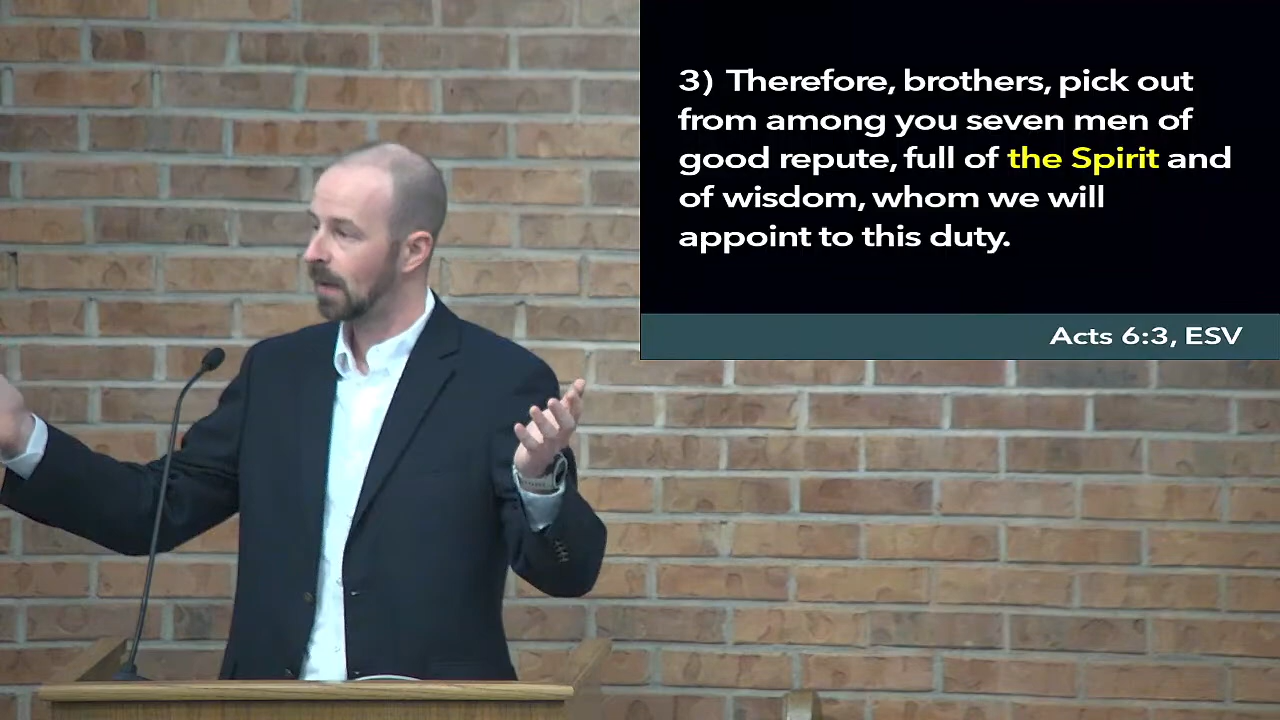 3) Therefore, brothers, pick out
from among you seven men of
good repute, full of the Spirit and
of wisdom, whom we will
appoint to this duty.
Acts 6:3, ESV